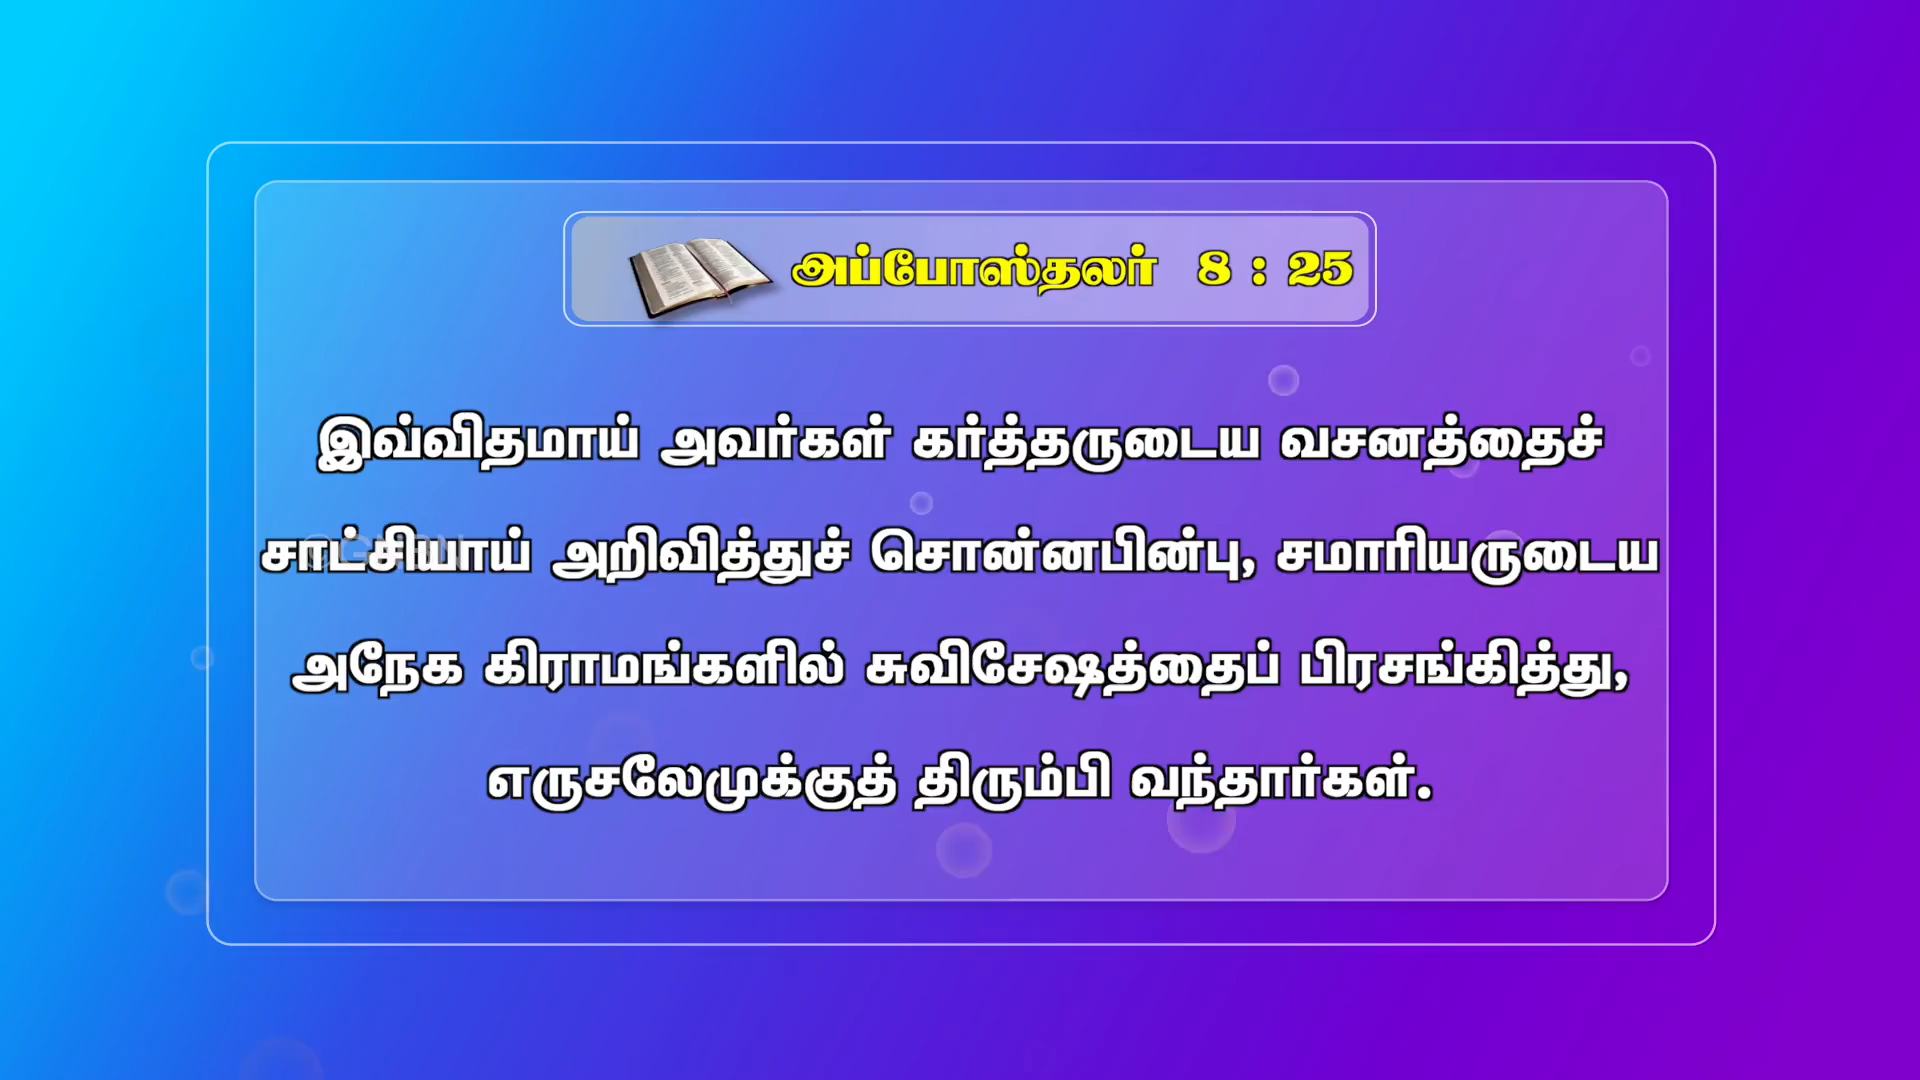 அப்போஸ்தலர் 8 : 25
இவ்விதமாய் அவர்கள் கர்த்தருடைய வசனத்தைச்
சாட்சியாய் அறிவித்துச் சொன்னபின்பு, சமாரியருடைய
அநேக கிராமங்களில் சுவிசேஷத்தைப் பிரசங்கித்து,
எருசலேமுக்குத் திரும்பி வந்தார்கள்.